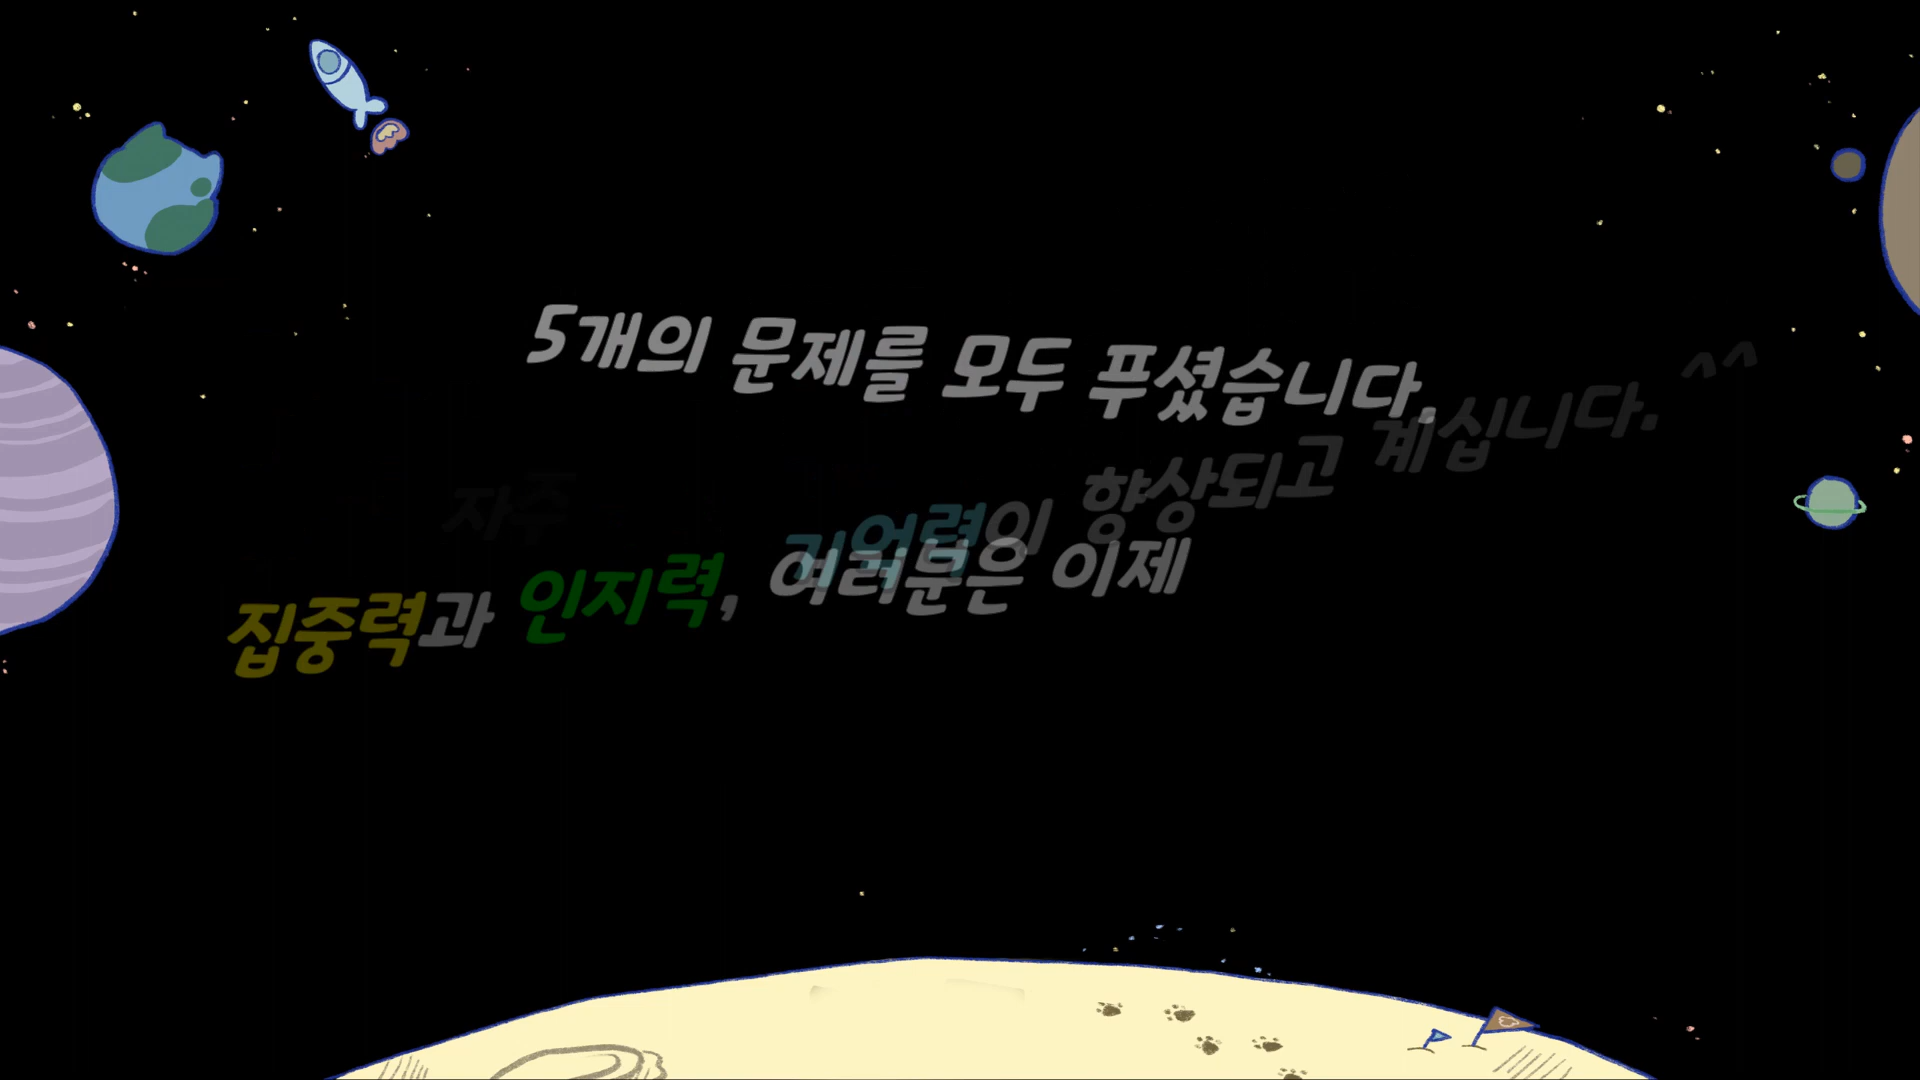 5개의 문제를 모두 푸셨습니다.
여러분은 이제
집중력과 인지력,
기억력이 향상되고 계십니다. ^^
자주